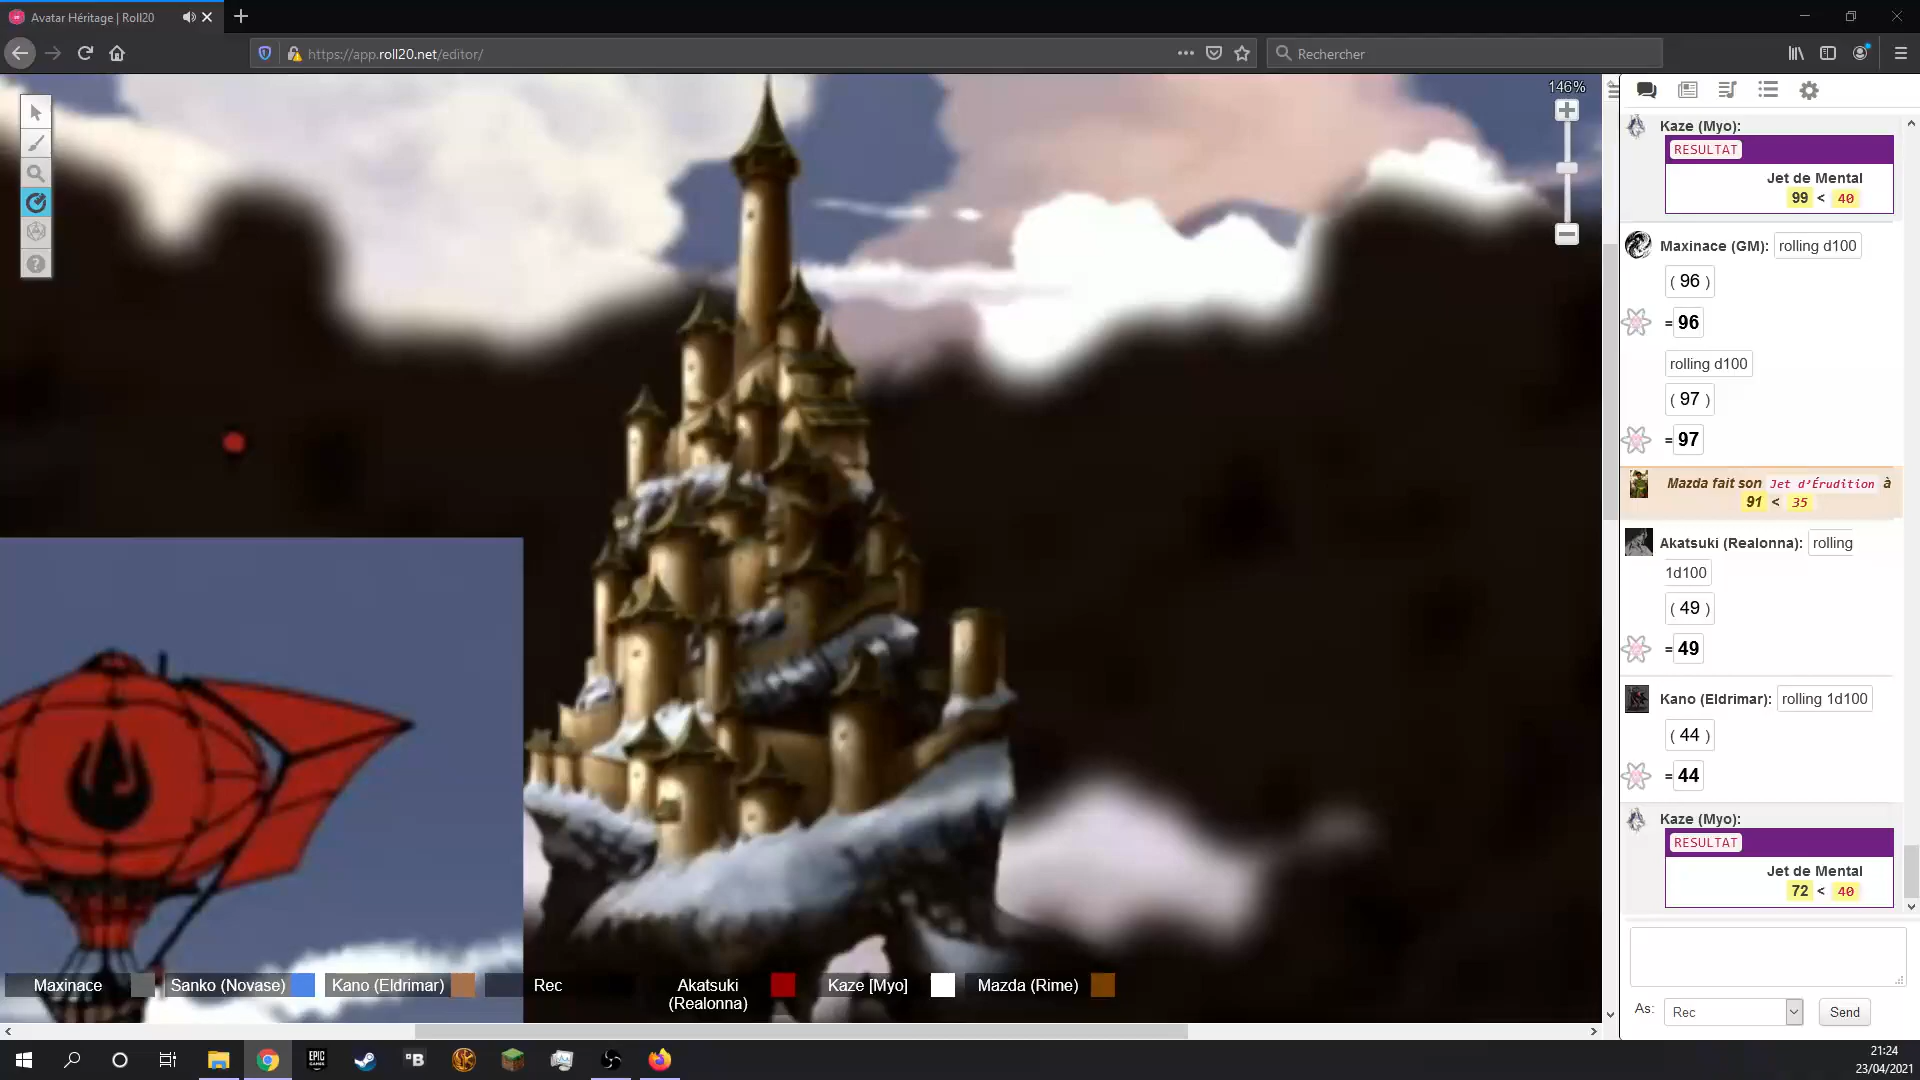 Avatar Héritage | Roll20
https://app.roll20.net/editor/
Rechercher
146%
Kaze (Myo):
RESULTAT
Jet de Mental
99 < 40
Maxinace (GM): rolling d100
( 96 )
=96
rolling d100
( 97 )
=97
Mazda fait son Jet d'Érudition à
91 < 35
Akatsuki (Realonna): rolling
1d100
( 49 )
=49
Kano (Eldrimar): rolling 1d100
( 44 )
=44
Kaze (Myo):
RESULTAT
Jet de Mental
72 < 40
Maxinace
Sanko (Novase)
Kano (Eldrimar)
Rec
Akatsuki
(Realonna)
Kaze [Myo]
Mazda (Rime)
As: Rec Send
EPIC
GAMES
B
21:24
23/04/2021